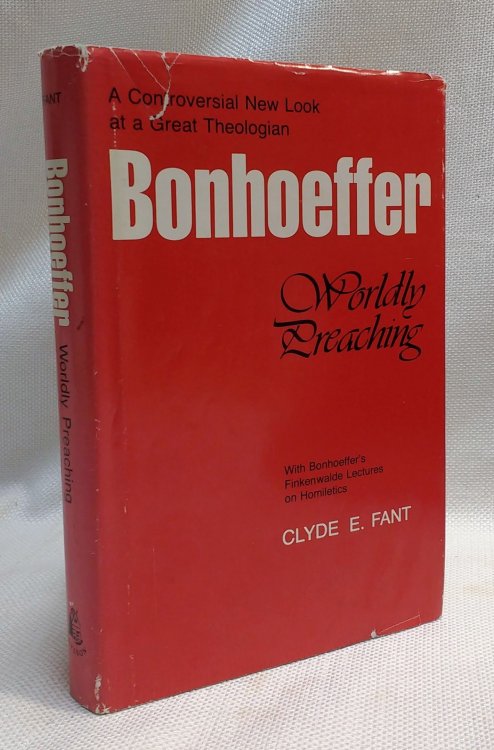 A Controversial New Look
at a Great Theologian
Bonhoeffer
Worldly
Preaching
With Bonhoeffer's
Finkenwalde Lectures
on Homiletics
CLYDE E. FANT
FANT
Bonhoeffer
Worldly Preaching